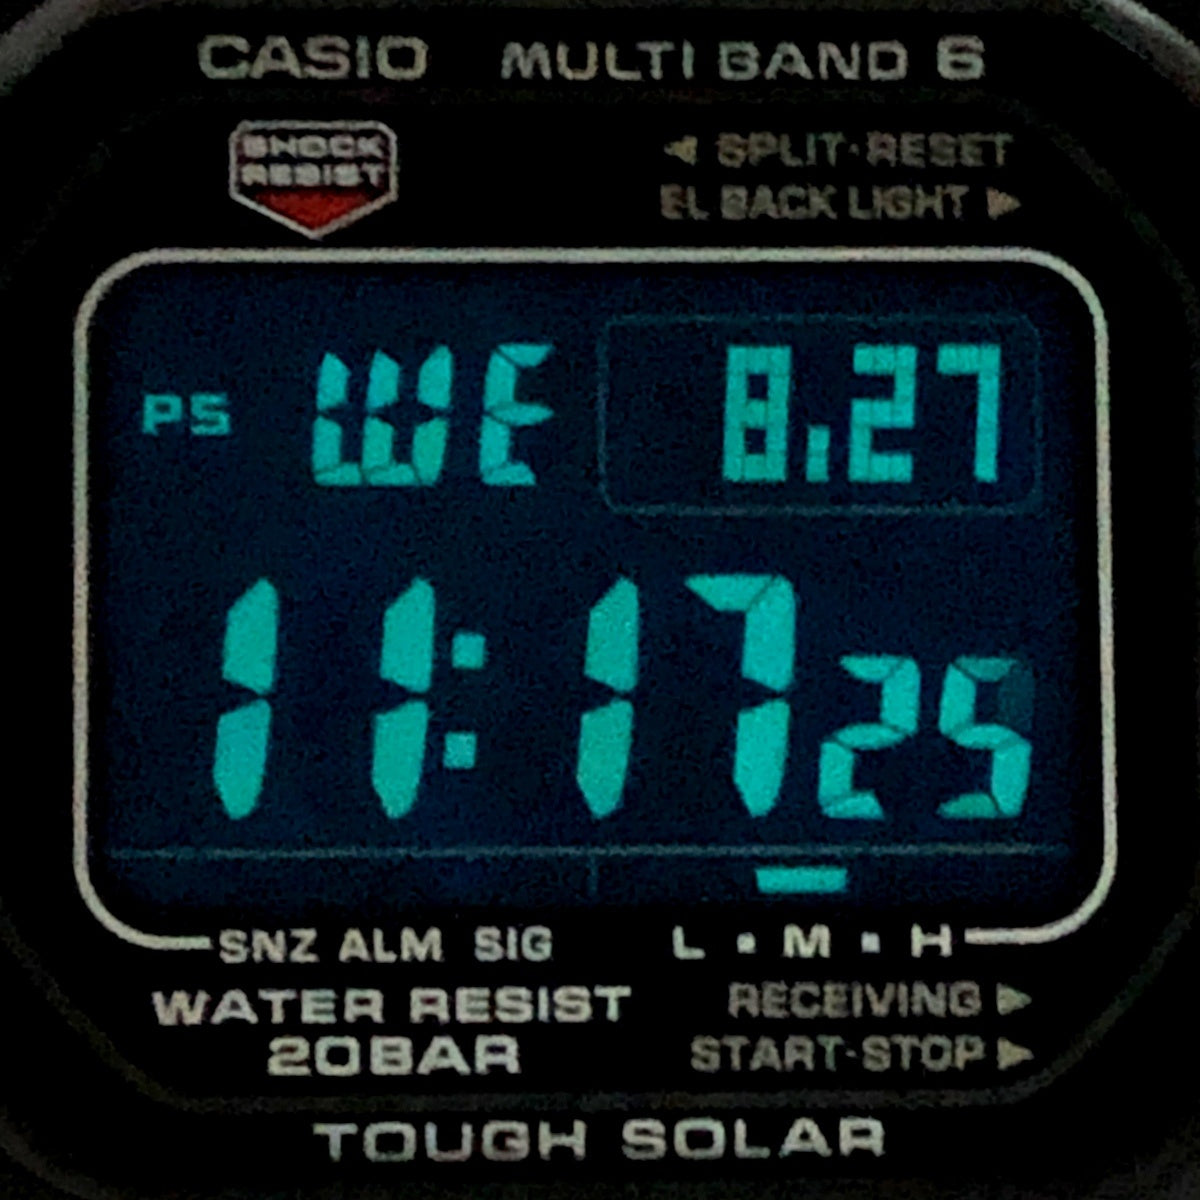 CASIO MULTI BAND 6
SHOCK
RESIST
◀ SPLIT·RESET
EL BACK LIGHT ▶
PS WE 8.27
11:17 25
SNZ ALM SIG L ▪ M ▪ H
WATER RESIST
20BAR
RECEIVING ▶
START·STOP ▶
TOUGH SOLAR